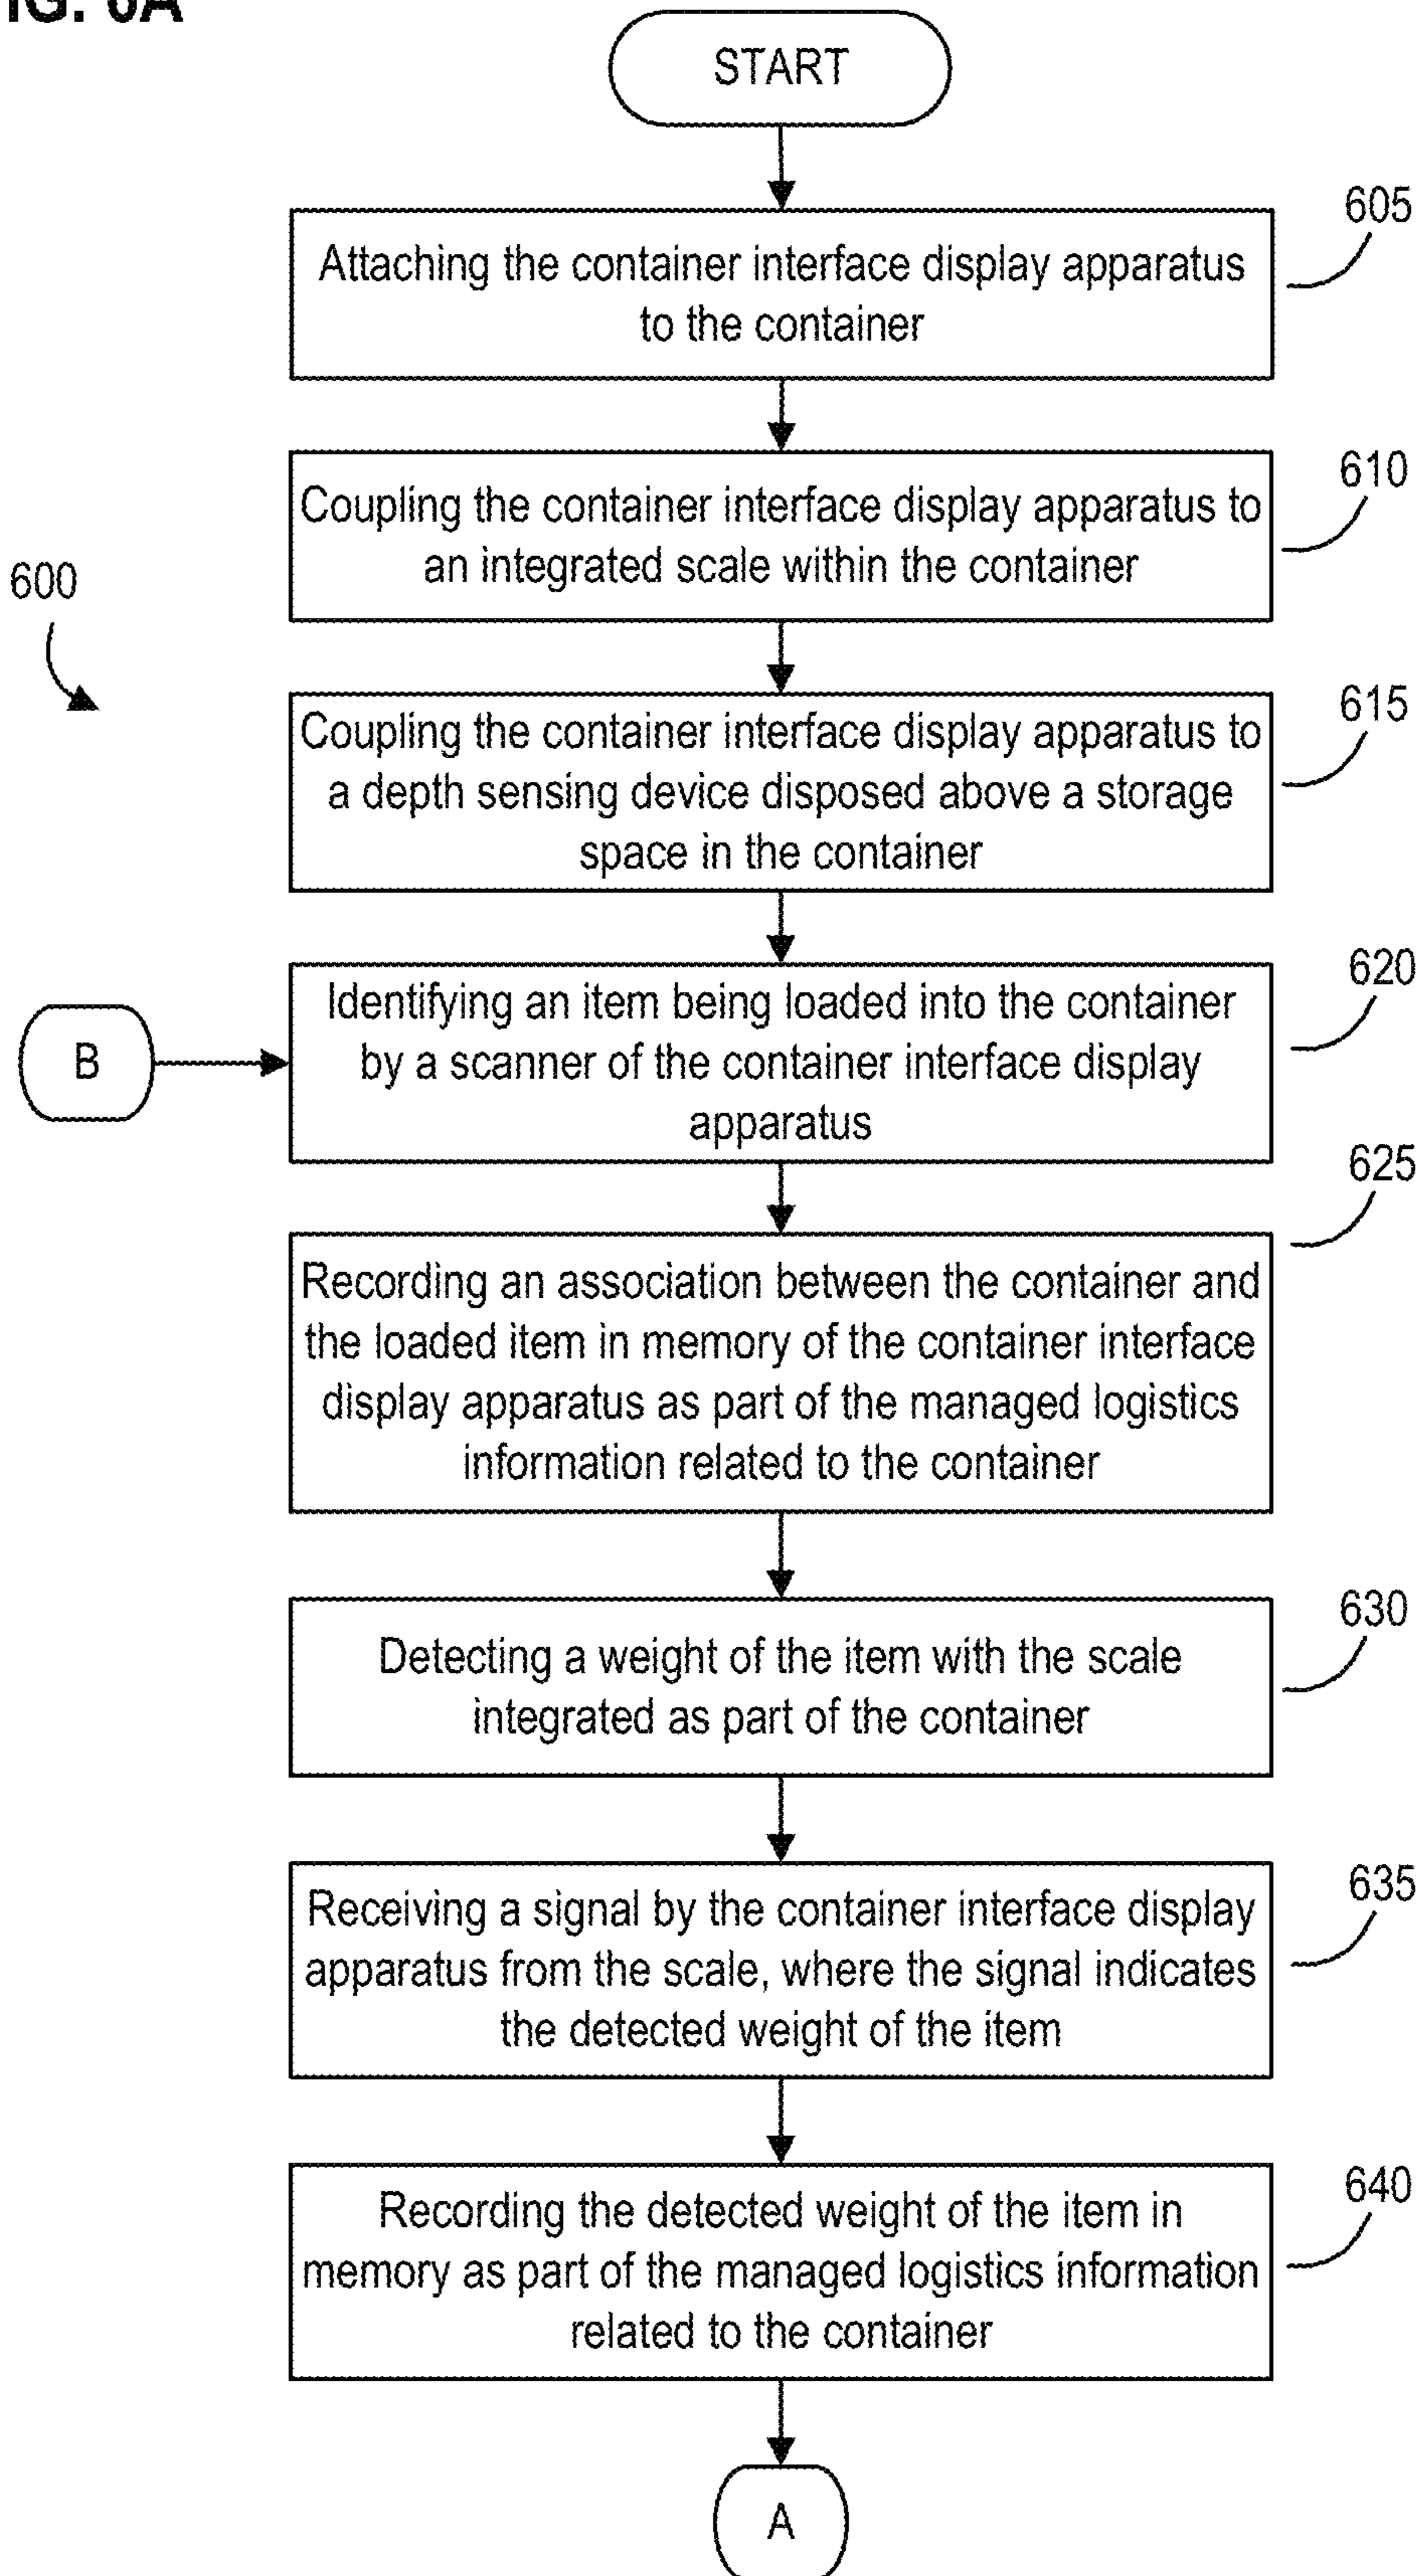 IG. 6A
START
605
Attaching the container interface display apparatus
to the container
610
Coupling the container interface display apparatus to
an integrated scale within the container
600
615
Coupling the container interface display apparatus to
a depth sensing device disposed above a storage
space in the container
620
Identifying an item being loaded into the container
by a scanner of the container interface display
apparatus
B
625
Recording an association between the container and
the loaded item in memory of the container interface
display apparatus as part of the managed logistics
information related to the container
630
Detecting a weight of the item with the scale
integrated as part of the container
635
Receiving a signal by the container interface display
apparatus from the scale, where the signal indicates
the detected weight of the item
640
Recording the detected weight of the item in
memory as part of the managed logistics information
related to the container
A